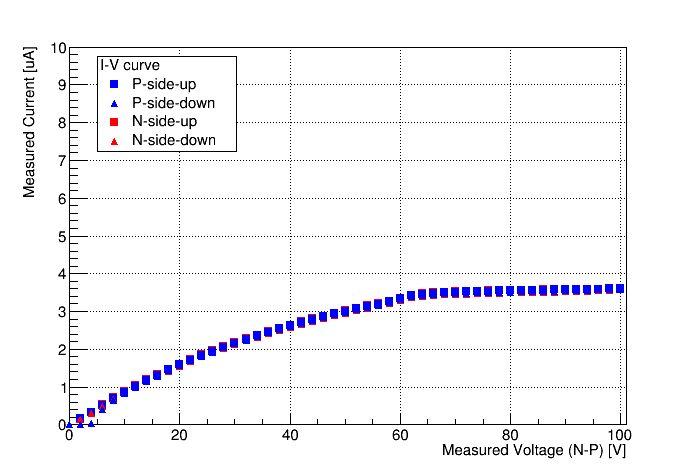 Measured Current [uA]
10
9
8
7
6
5
4
3
2
1
0
I-V curve
P-side-up
P-side-down
N-side-up
N-side-down
0 20 40 60 80 100
Measured Voltage (N-P) [V]